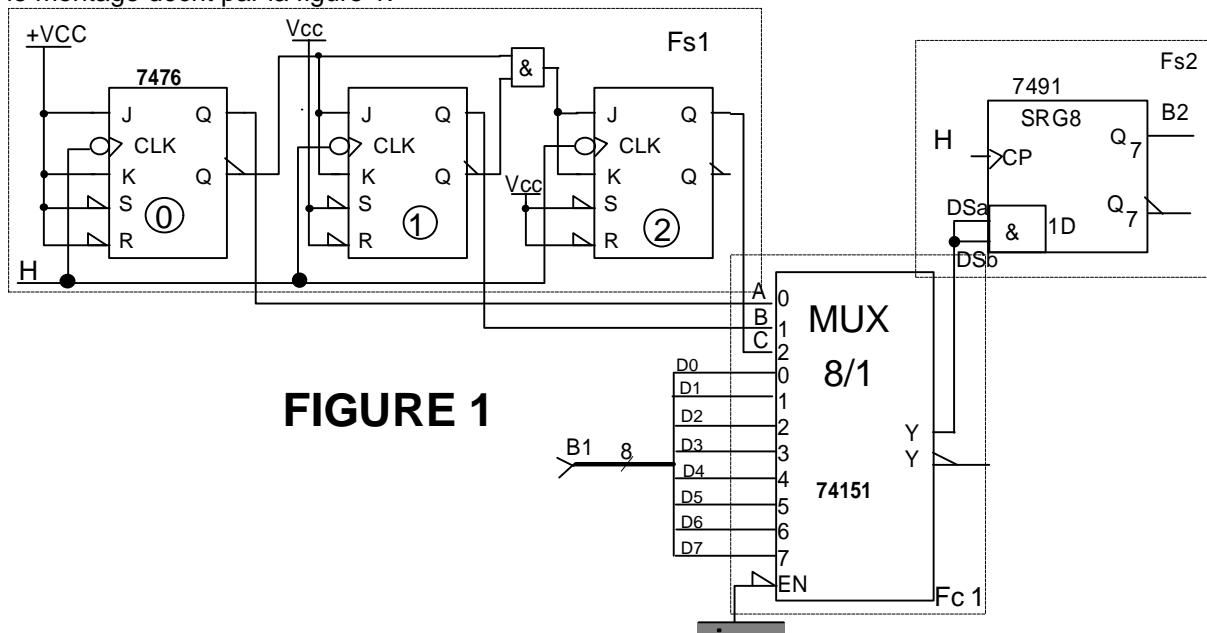 le montage décrit par la figure 1.
+VCC
Vcc
Fs1
Fs2
7476
&
7491
SRG8
B2
J Q
J Q
J Q
Q7
CLK
CLK
CLK
H
CP
K Q
K Q
K Q
Vcc
S
S
S
DSa
Q7
0
1
2
& 1D
R
R
R
DSb
H
A 0
MUX
B 1
C 2
8/1
D0 0
FIGURE 1
D1 1
D2 2
Y
B1 8
D3 3
Y
D4 4
74151
D5 5
D6 6
D7 7
EN
Fc 1